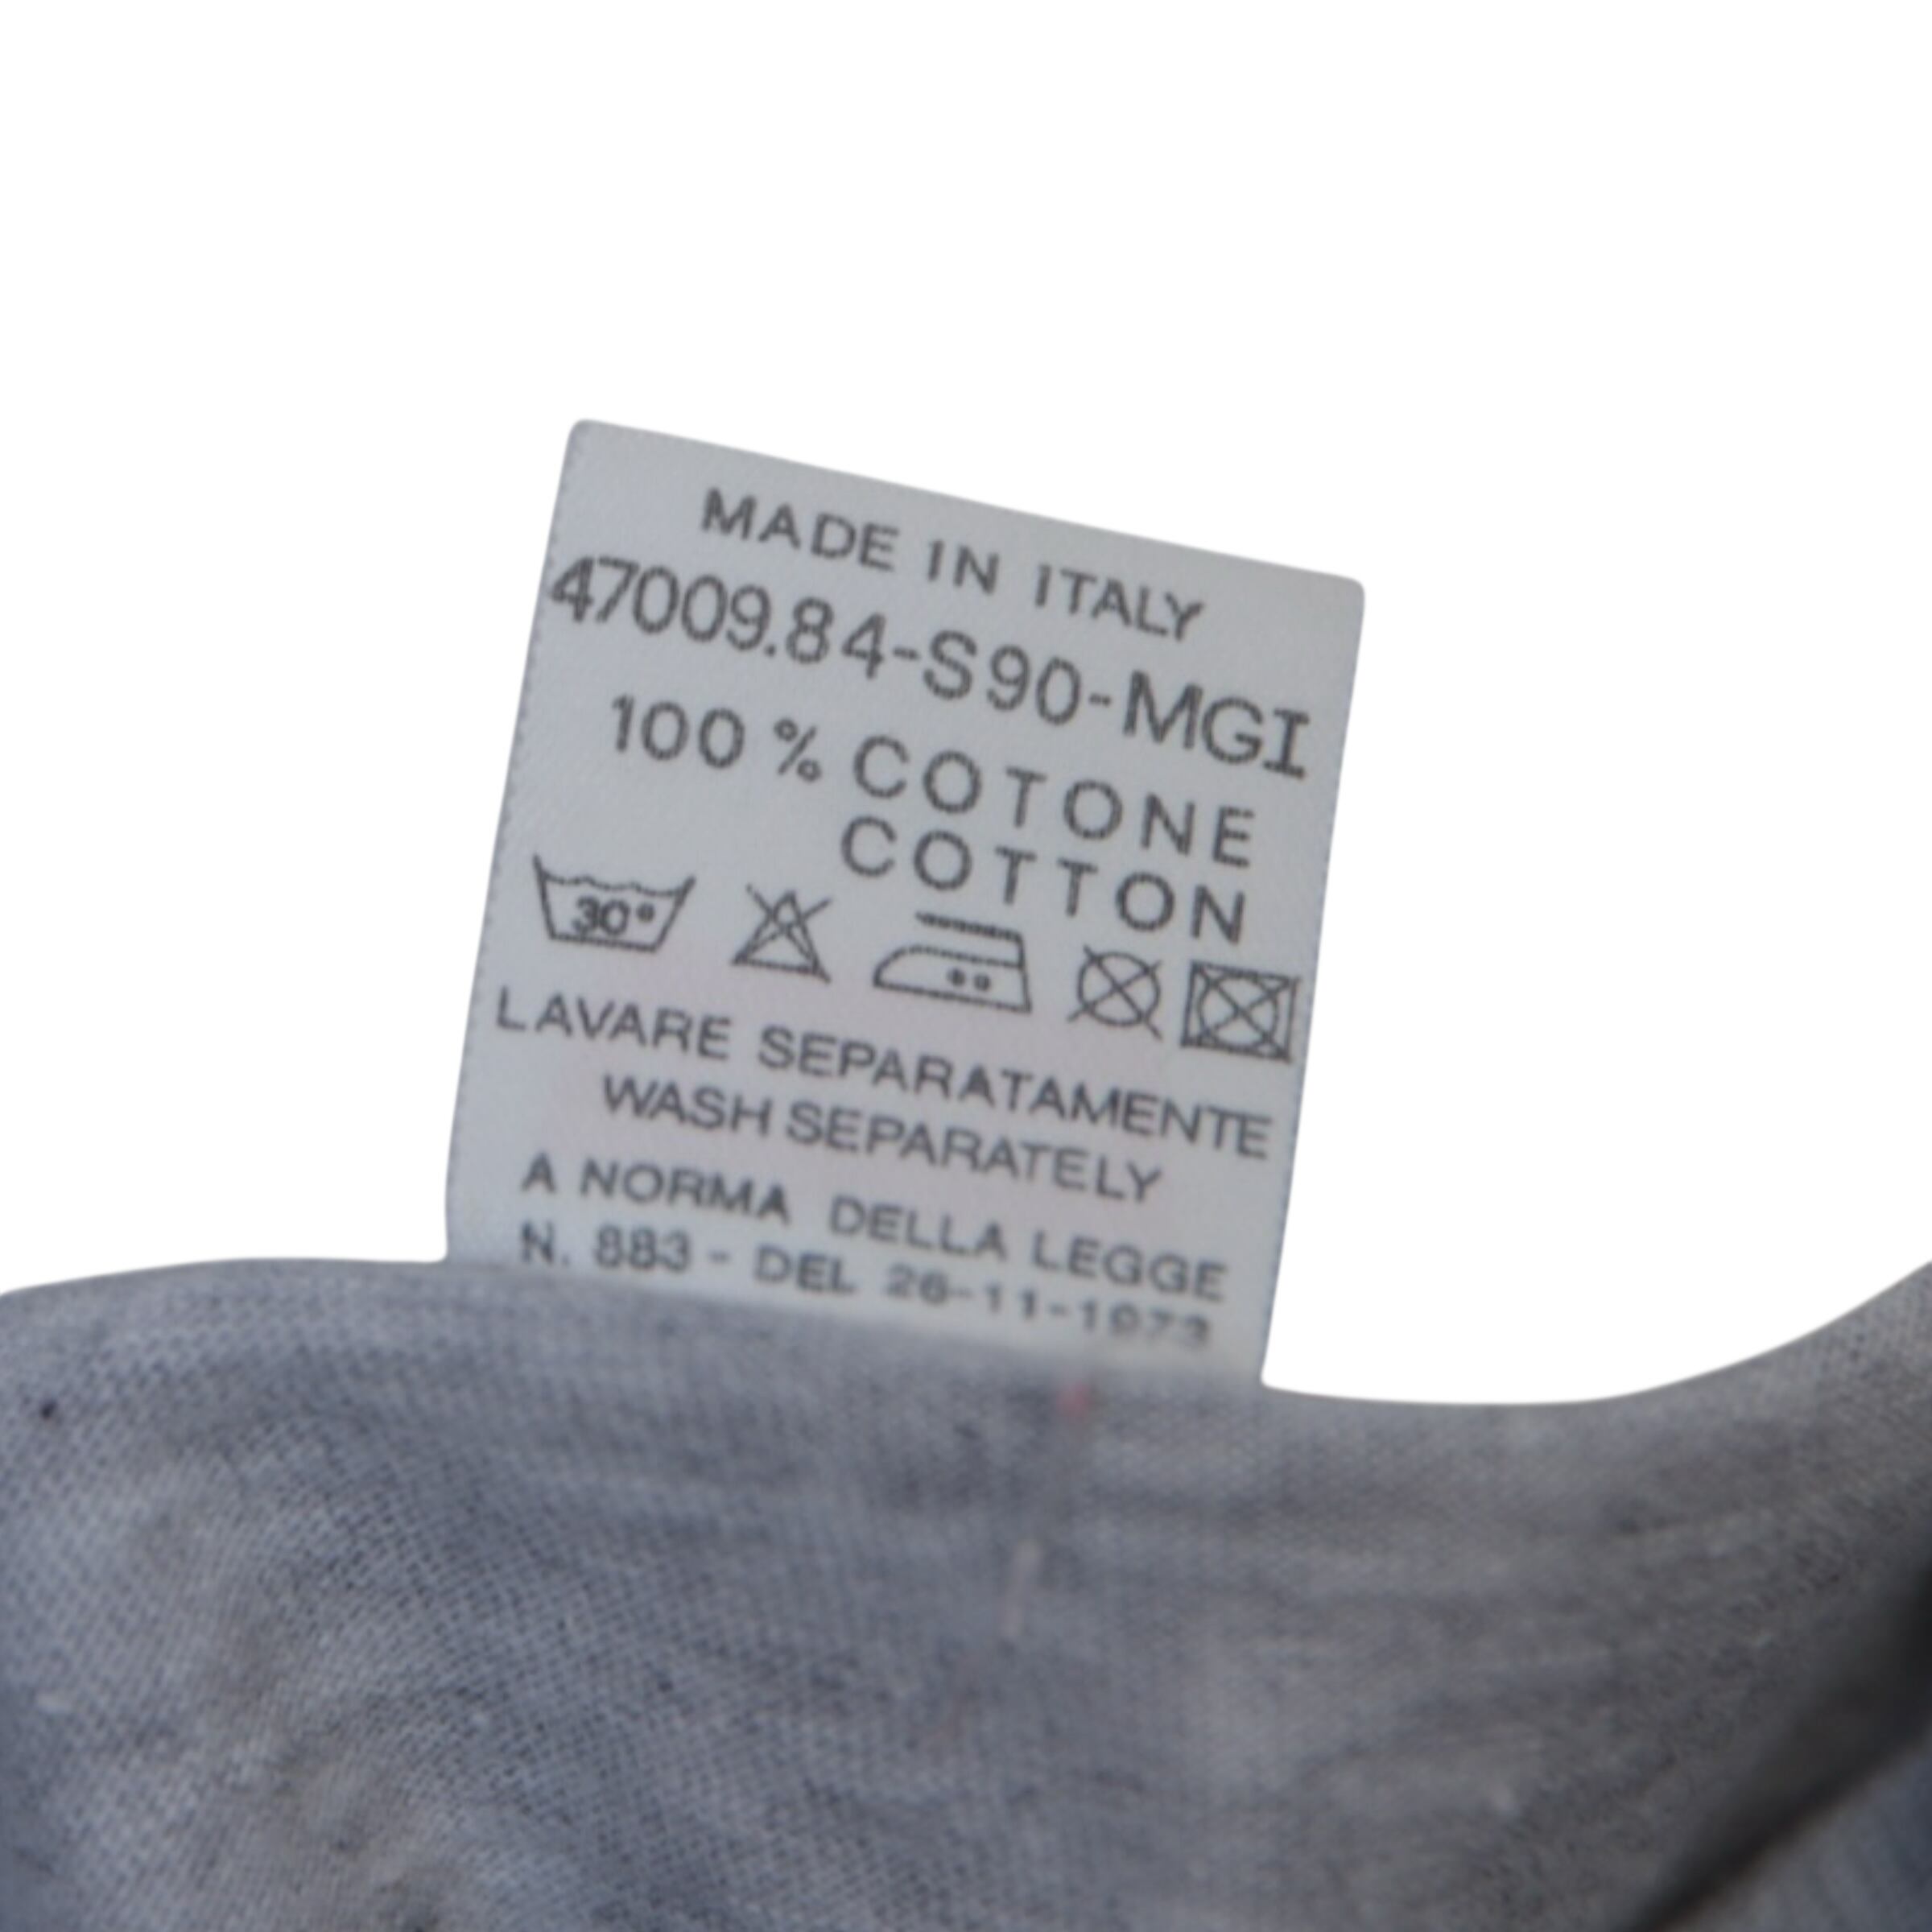 MADE IN ITALY
47009.84-S90-MGI
100 % COTONE
COTTON
30°
LAVARE SEPARATAMENTE
WASH SEPARATELY
A NORMA DELLA LEGGE
N. 883 - DEL 26-11-1973